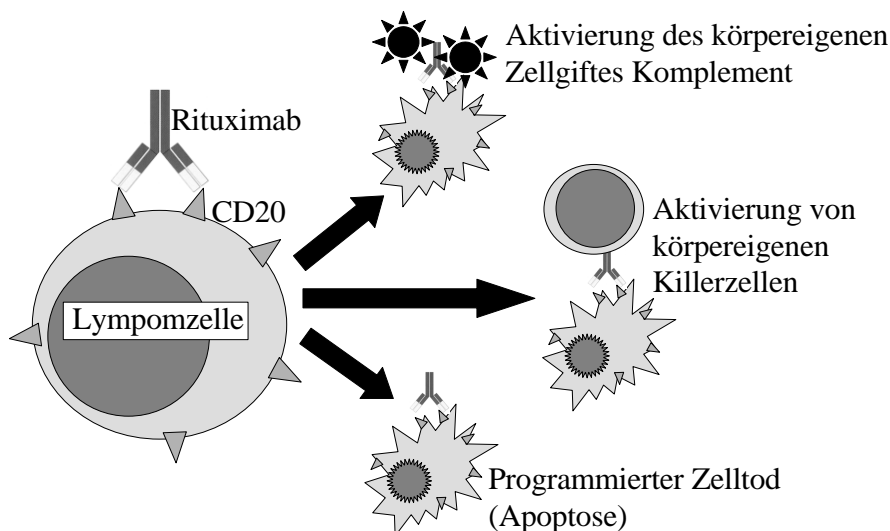 Aktivierung des körpereigenen
Zellgiftes Komplement
Rituximab
CD20
Aktivierung von
körpereigenen
Killerzellen
Lympomzelle
Programmierter Zelltod
(Apoptose)